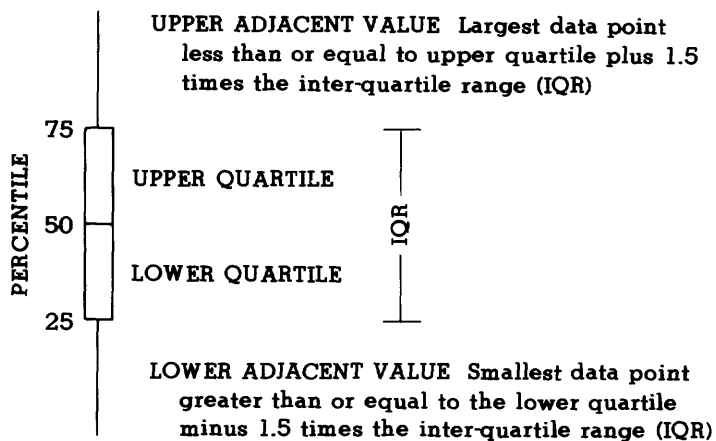 UPPER ADJACENT VALUE Largest data point
less than or equal to upper quartile plus 1.5
times the inter-quartile range (IQR)
75
UPPER QUARTILE
PERCENTILE
50
IQR
LOWER QUARTILE
25
LOWER ADJACENT VALUE Smallest data point
greater than or equal to the lower quartile
minus 1.5 times the inter-quartile range (IQR)